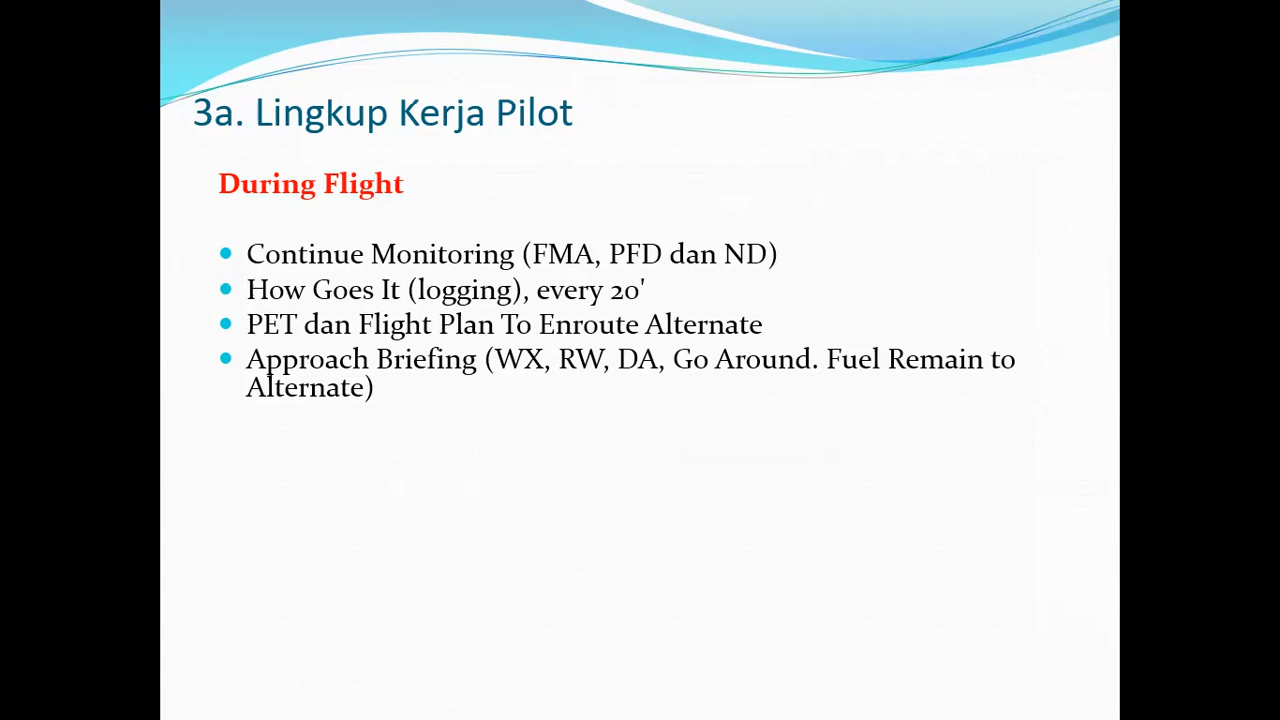 3a. Lingkup Kerja Pilot
During Flight
• Continue Monitoring (FMA, PFD dan ND)
• How Goes It (logging), every 20'
• PET dan Flight Plan To Enroute Alternate
• Approach Briefing (WX, RW, DA, Go Around. Fuel Remain to
Alternate)